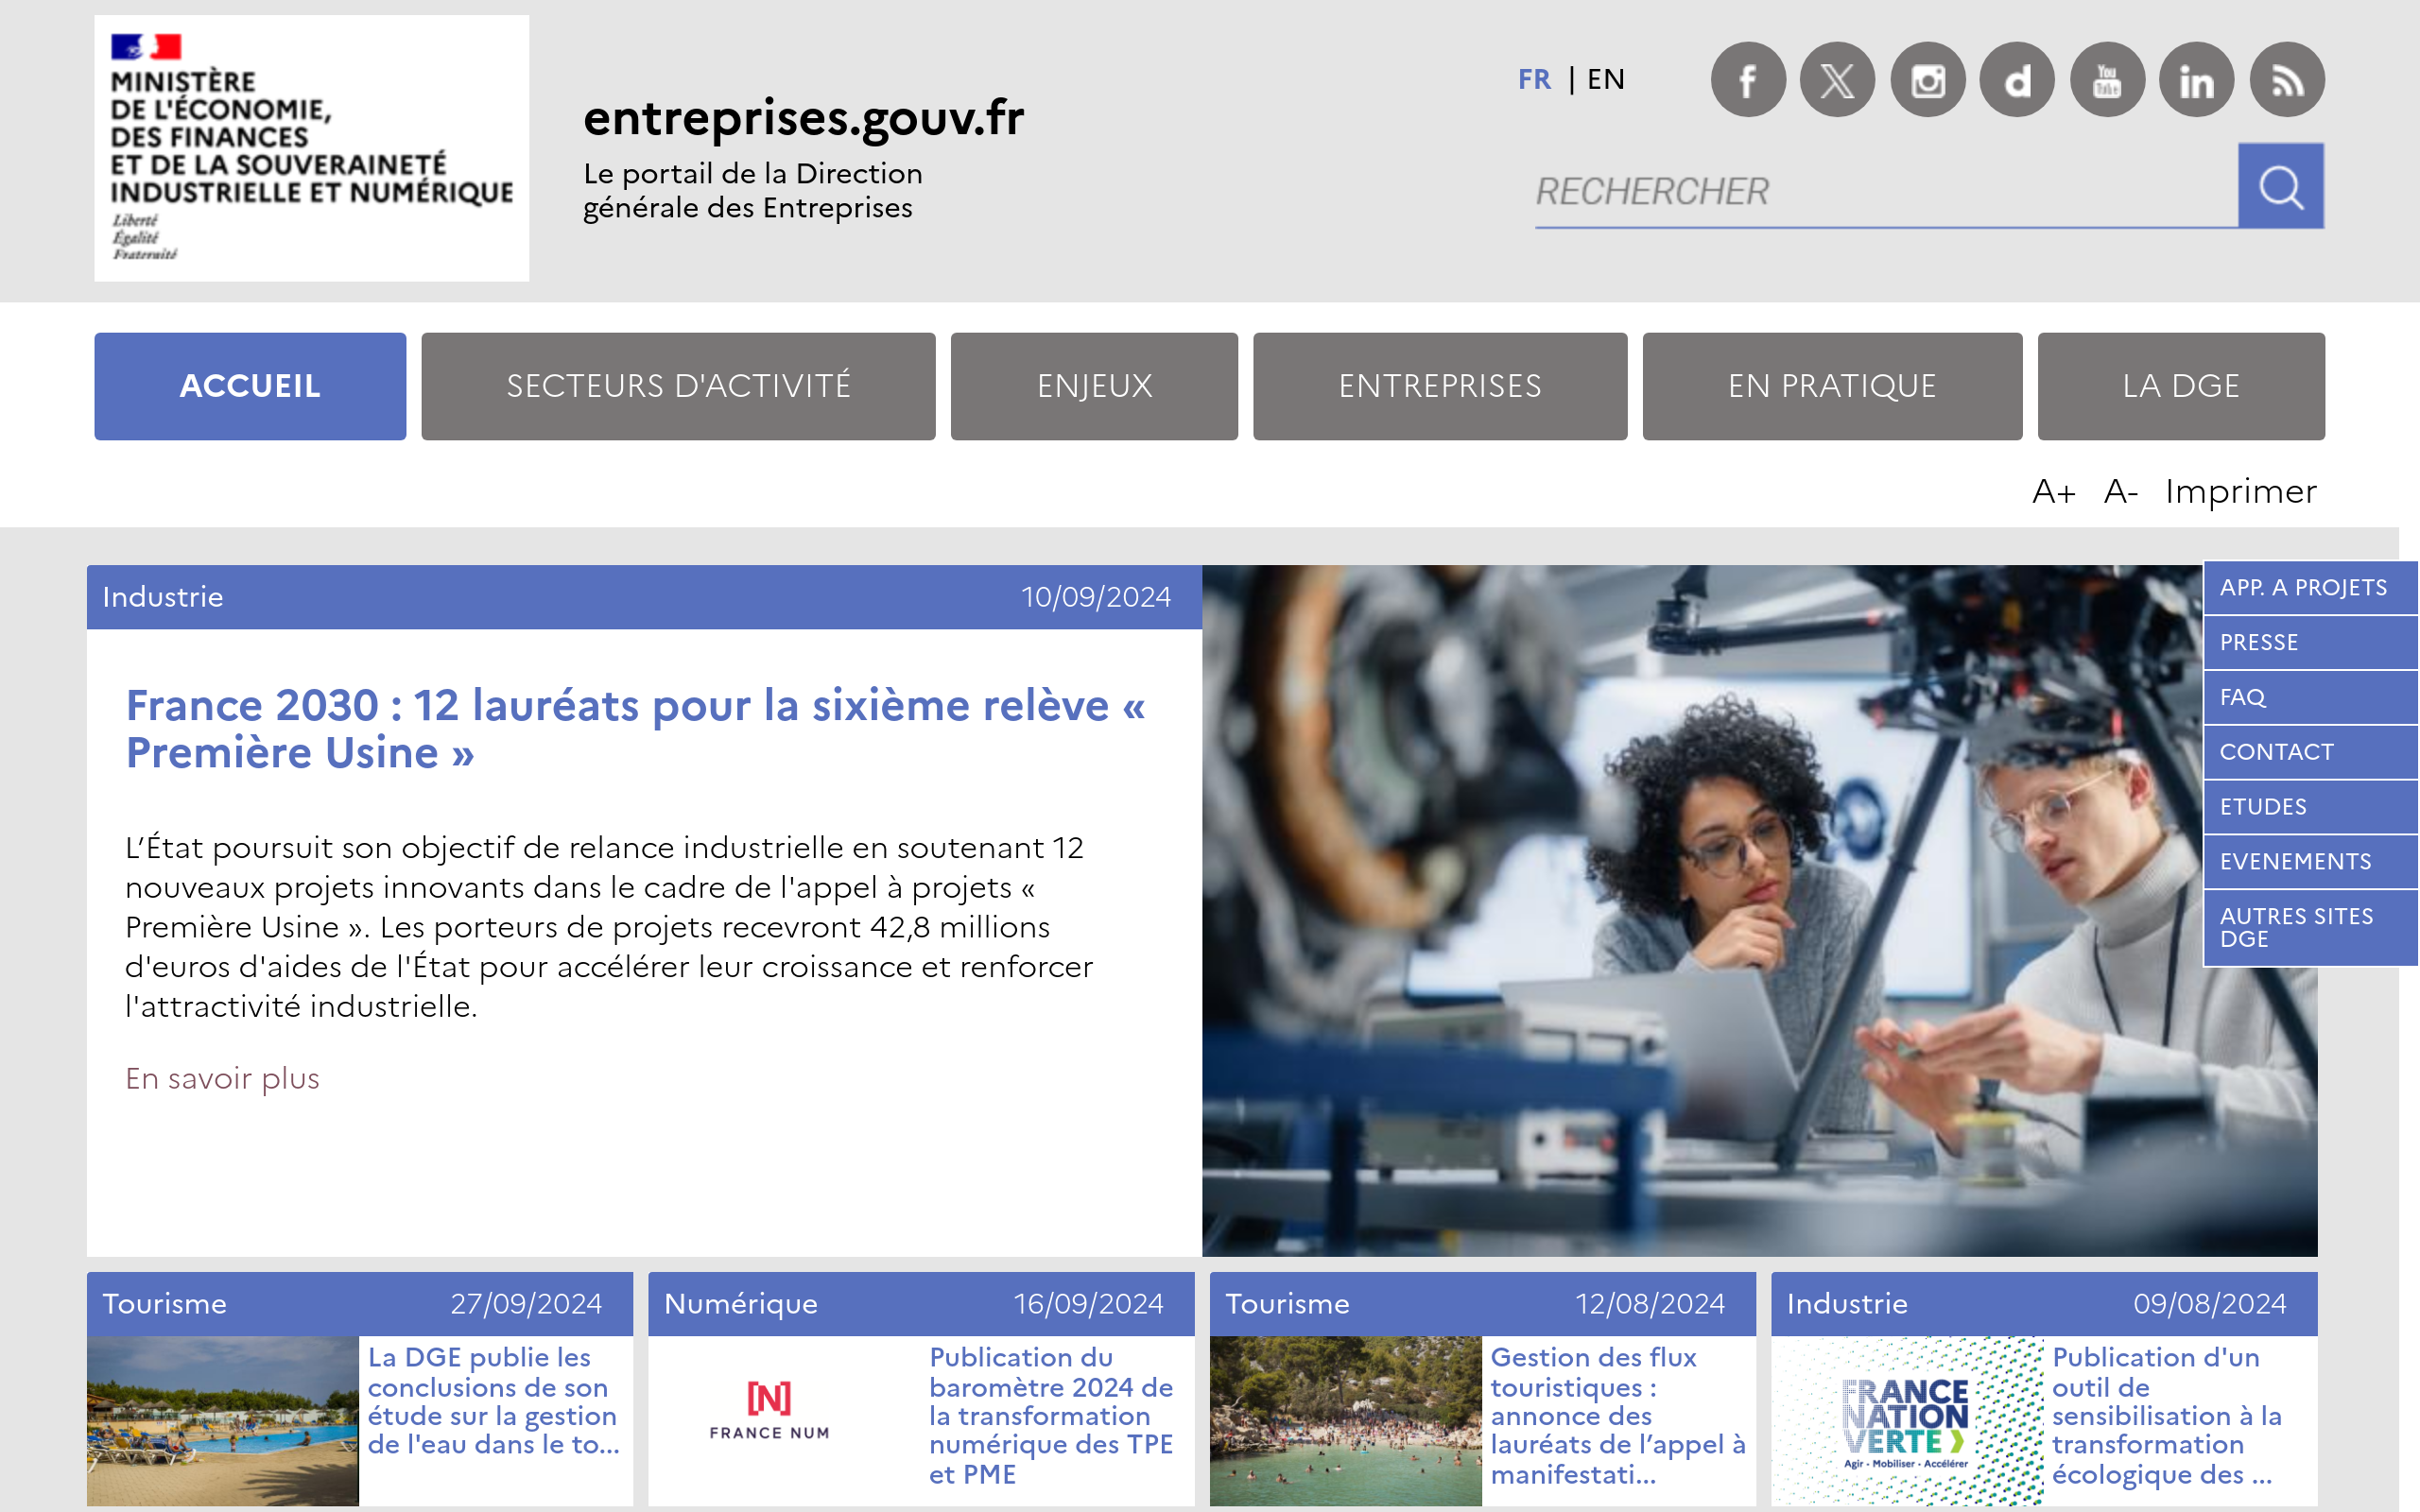 MINISTÈRE
DE L'ÉCONOMIE,
DES FINANCES
ET DE LA SOUVERAINETÉ
INDUSTRIELLE ET NUMÉRIQUE
Liberté
Égalité
Fraternité
entreprises.gouv.fr
Le portail de la Direction
générale des Entreprises
FR | EN
You
Tube
RECHERCHER
ACCUEIL
SECTEURS D'ACTIVITÉ
ENJEUX
ENTREPRISES
EN PRATIQUE
LA DGE
A+ A- Imprimer
Industrie 10/09/2024
France 2030 : 12 lauréats pour la sixième relève «
Première Usine »
L’État poursuit son objectif de relance industrielle en soutenant 12
nouveaux projets innovants dans le cadre de l'appel à projets «
Première Usine ». Les porteurs de projets recevront 42,8 millions
d'euros d'aides de l'État pour accélérer leur croissance et renforcer
l'attractivité industrielle.
En savoir plus
APP. A PROJETS
PRESSE
FAQ
CONTACT
ETUDES
EVENEMENTS
AUTRES SITES
DGE
Tourisme 27/09/2024
La DGE publie les
conclusions de son
étude sur la gestion
de l'eau dans le to...
Numérique 16/09/2024
[N]
FRANCE NUM
Publication du
baromètre 2024 de
la transformation
numérique des TPE
et PME
Tourisme 12/08/2024
Gestion des flux
touristiques :
annonce des
lauréats de l’appel à
manifestati...
Industrie 09/08/2024
FRANCE
NATION
VERTE
Agir - Mobiliser - Accélérer
Publication d'un
outil de
sensibilisation à la
transformation
écologique des ...